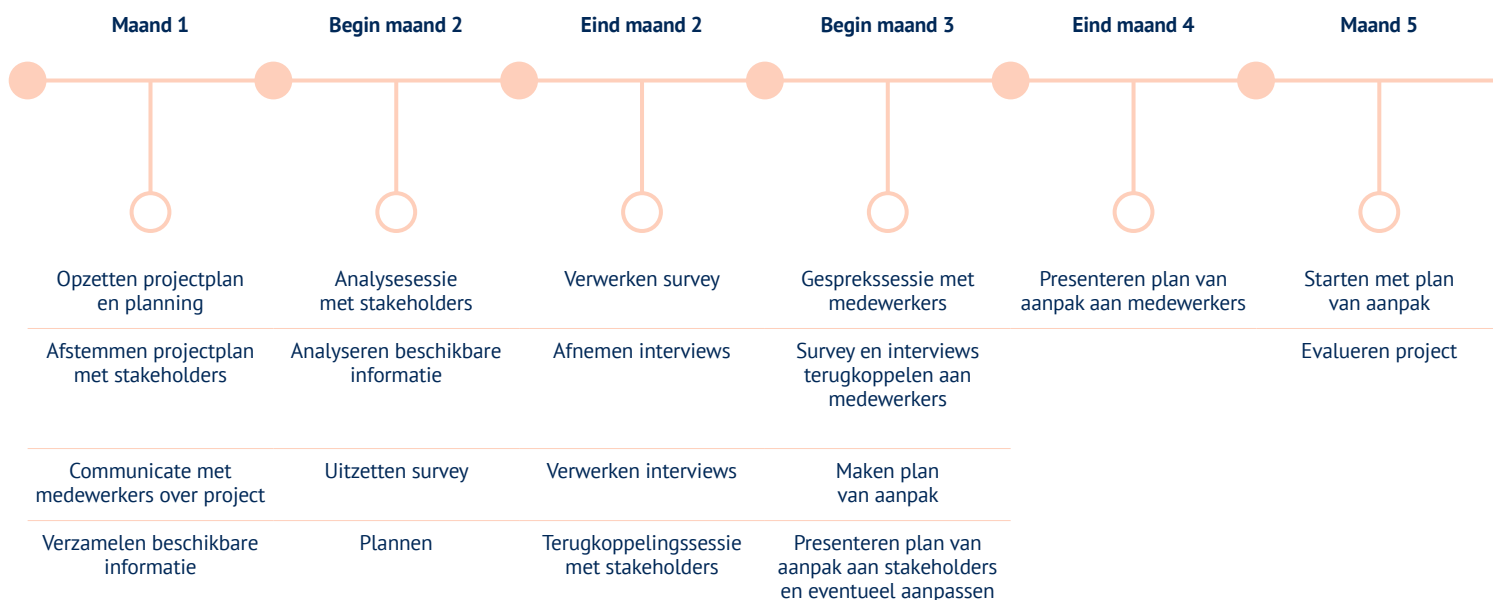 Maand 1
Begin maand 2
Eind maand 2
Begin maand 3
Eind maand 4
Maand 5
Opzetten projectplan
en planning
Analysesessie
met stakeholders
Verwerken survey
Gesprekssessie met
medewerkers
Presenteren plan van
aanpak aan medewerkers
Starten met plan
van aanpak
Afstemmen projectplan
met stakeholders
Analyseren beschikbare
informatie
Afnemen interviews
Survey en interviews
terugkoppelen aan
medewerkers
Evalueren project
Communicate met
medewerkers over project
Uitzetten survey
Verwerken interviews
Maken plan
van aanpak
Verzamelen beschikbare
informatie
Plannen
Terugkoppelingssessie
met stakeholders
Presenteren plan van
aanpak aan stakeholders
en eventueel aanpassen